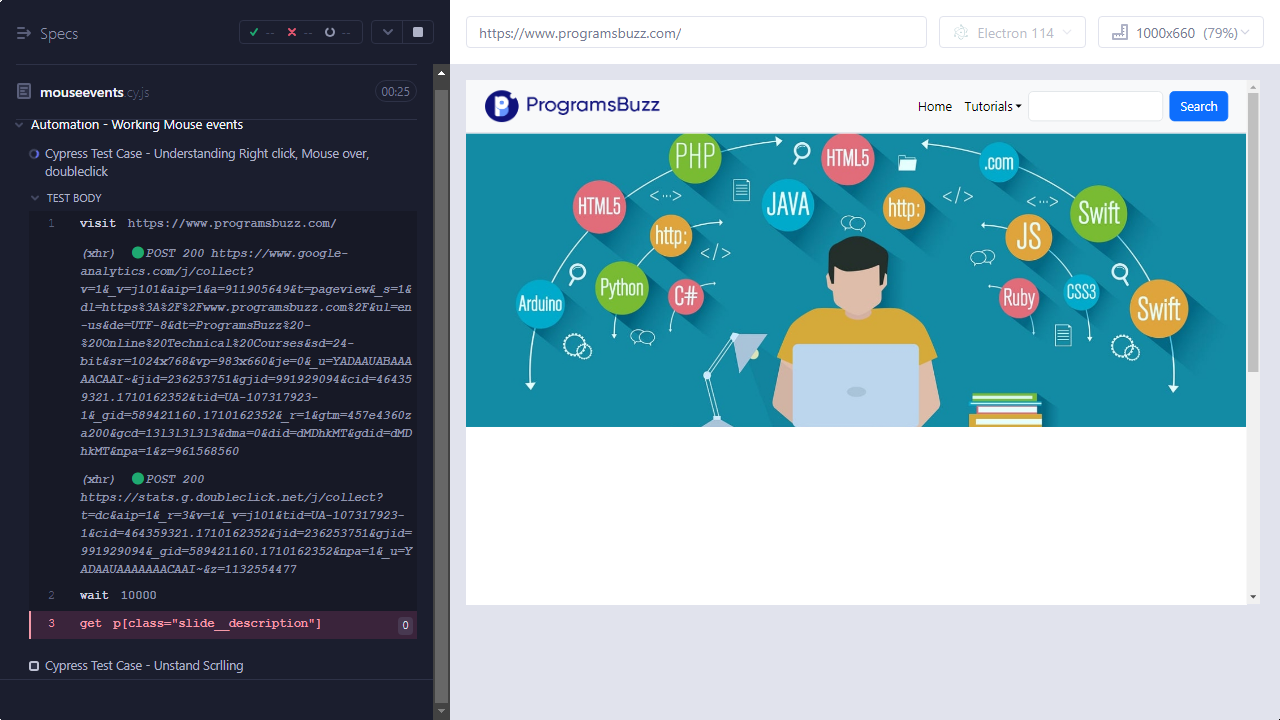 Specs
-- -- --
mouseevents cy.js
00:25
Automation - Working Mouse events
Cypress Test Case - Understanding Right click, Mouse over,
doubleclick
TEST BODY
1 visit https://www.programsbuzz.com/
(xhr) POST 200 https://www.google-
analytics.com/j/collect?
v=1&_v=j101&aip=1&a=911905649&t=pageview&_s=1&
dl=https%3A%2F%2Fwww.programsbuzz.com%2F&ul=en
-us&de=UTF-8&dt=ProgramsBuzz%20-
%20Online%20Technical%20Courses&sd=24-
bit&sr=1024x768&vp=983x660&je=0&_u=YADAAUABAAA
AACAAI~&jid=236253751&gjid=991929094&cid=46435
9321.1710162352&tid=UA-107317923-
1&_gid=589421160.1710162352&_r=1&gtm=457e4360z
a200&gcd=13l3l3l3l3&dma=0&did=dMDhkMT&gdid=dMD
hkMT&npa=1&z=961568560
(xhr) POST 200
https://stats.g.doubleclick.net/j/collect?
t=dc&aip=1&_r=3&v=1&_v=j101&tid=UA-107317923-
1&cid=464359321.1710162352&jid=236253751&gjid=
991929094&_gid=589421160.1710162352&npa=1&_u=Y
ADAAUAAAAAAACAAI~&z=1132554477
2 wait 10000
3 get p[class="slide__description"] 0
Cypress Test Case - Unstand Scrlling
https://www.programsbuzz.com/
Electron 114
1000x660 (79%)
ProgramsBuzz
Home
Tutorials
Search
PHP
HTML5
.com
HTML5
JAVA
http:
Swift
http:
JS
Arduino
Python
C#
Ruby
CSS3
Swift
</>
</>
<···>
<···>